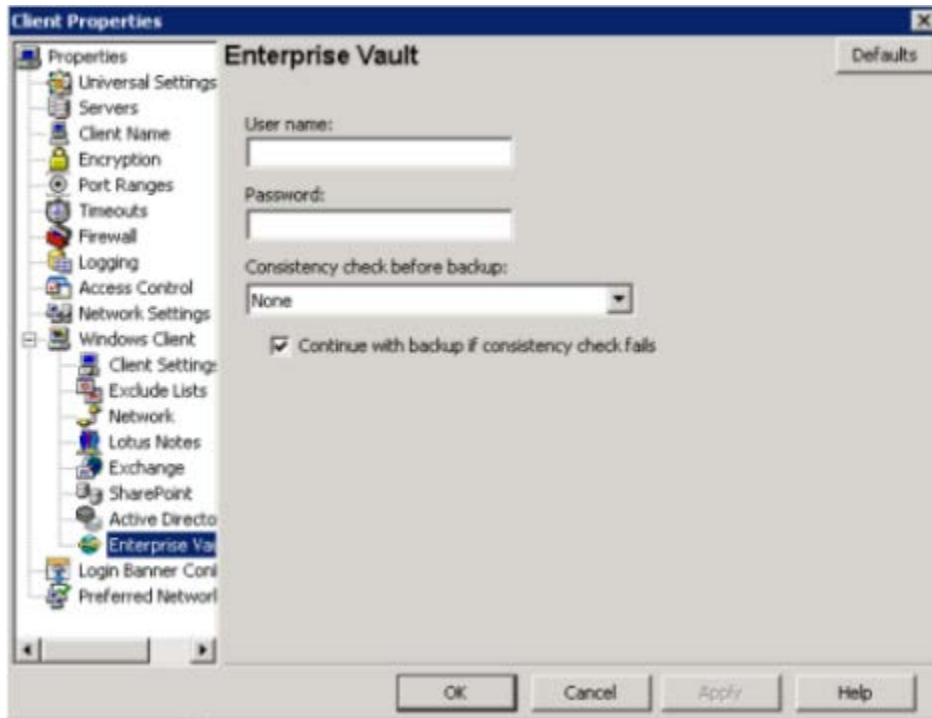 Client Properties
Properties
Universal Settings
Servers
Client Name
Encryption
Port Ranges
Timeouts
Firewall
Logging
Access Control
Network Settings
Windows Client
Client Setting
Exclude Lists
Network
Lotus Notes
Exchange
SharePoint
Active Directo
Enterprise Va
Login Banner Con
Preferred Networ
Enterprise Vault
Defaults
User name:
Password:
Consistency check before backup:
None
Continue with backup if consistency check fails
OK
Cancel
Apply
Help